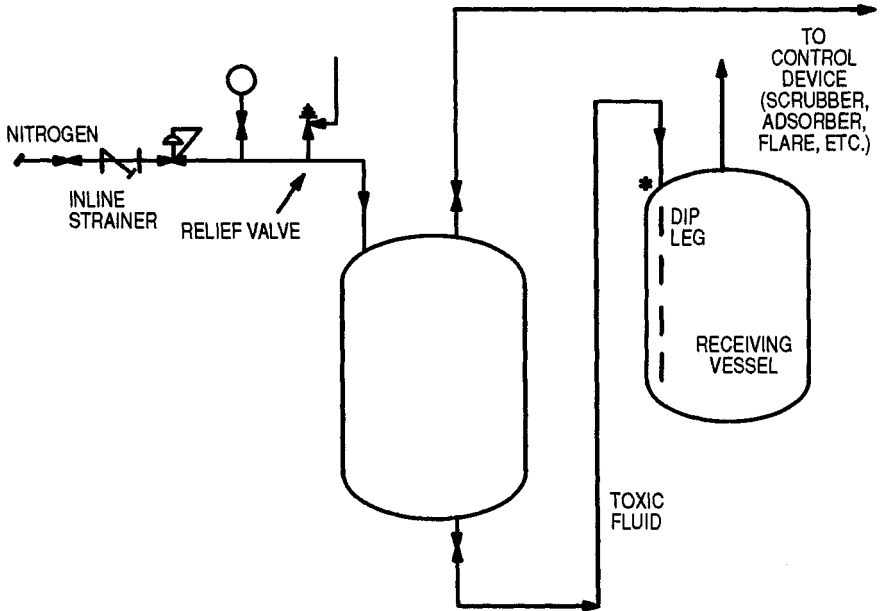 TO
CONTROL
DEVICE
(SCRUBBER,
ADSORBER,
FLARE, ETC.)
NITROGEN
INLINE
STRAINER
RELIEF VALVE
*
DIP
LEG
RECEIVING
VESSEL
TOXIC
FLUID